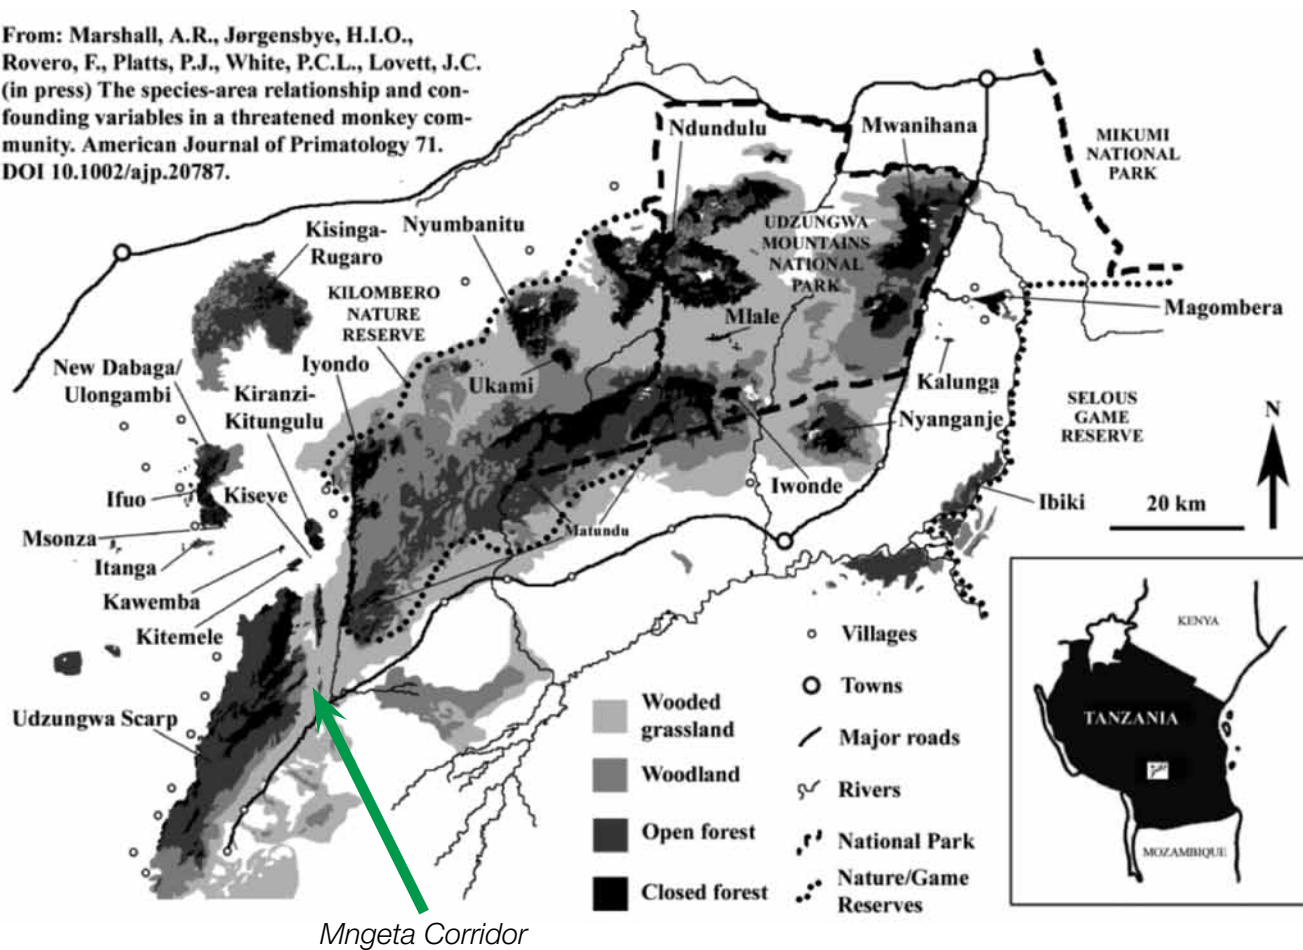 From: Marshall, A.R., Jørgensbye, H.I.O.,
Rovero, F., Platts, P.J., White, P.C.L., Lovett, J.C.
(in press) The species-area relationship and con-
founding variables in a threatened monkey com-
munity. American Journal of Primatology 71.
DOI 10.1002/ajp.20787.
Ndundulu
Mwanihana
MIKUMI
NATIONAL
PARK
Kisinga-
Rugaro
Nyumbanitu
UDZUNGWA
MOUNTAINS
NATIONAL
PARK
KILOMBERO
NATURE
RESERVE
Magombera
Mlale
New Dabaga/
Ulongambi
Iyondo
Kiranzi-
Kitungulu
Ukami
Kalunga
SELOUS
GAME
RESERVE
N
Nyanganje
Ifuo
Kiseye
Iwonde
Ibiki
20 km
Msonza
Matundu
Itanga
Kawemba
Kitemele
Udzungwa Scarp
Villages
Towns
Major roads
Rivers
National Park
Nature/Game
Reserves
Wooded
grassland
Woodland
Open forest
Closed forest
KENYA
TANZANIA
MOZAMBIQUE
Mngeta Corridor